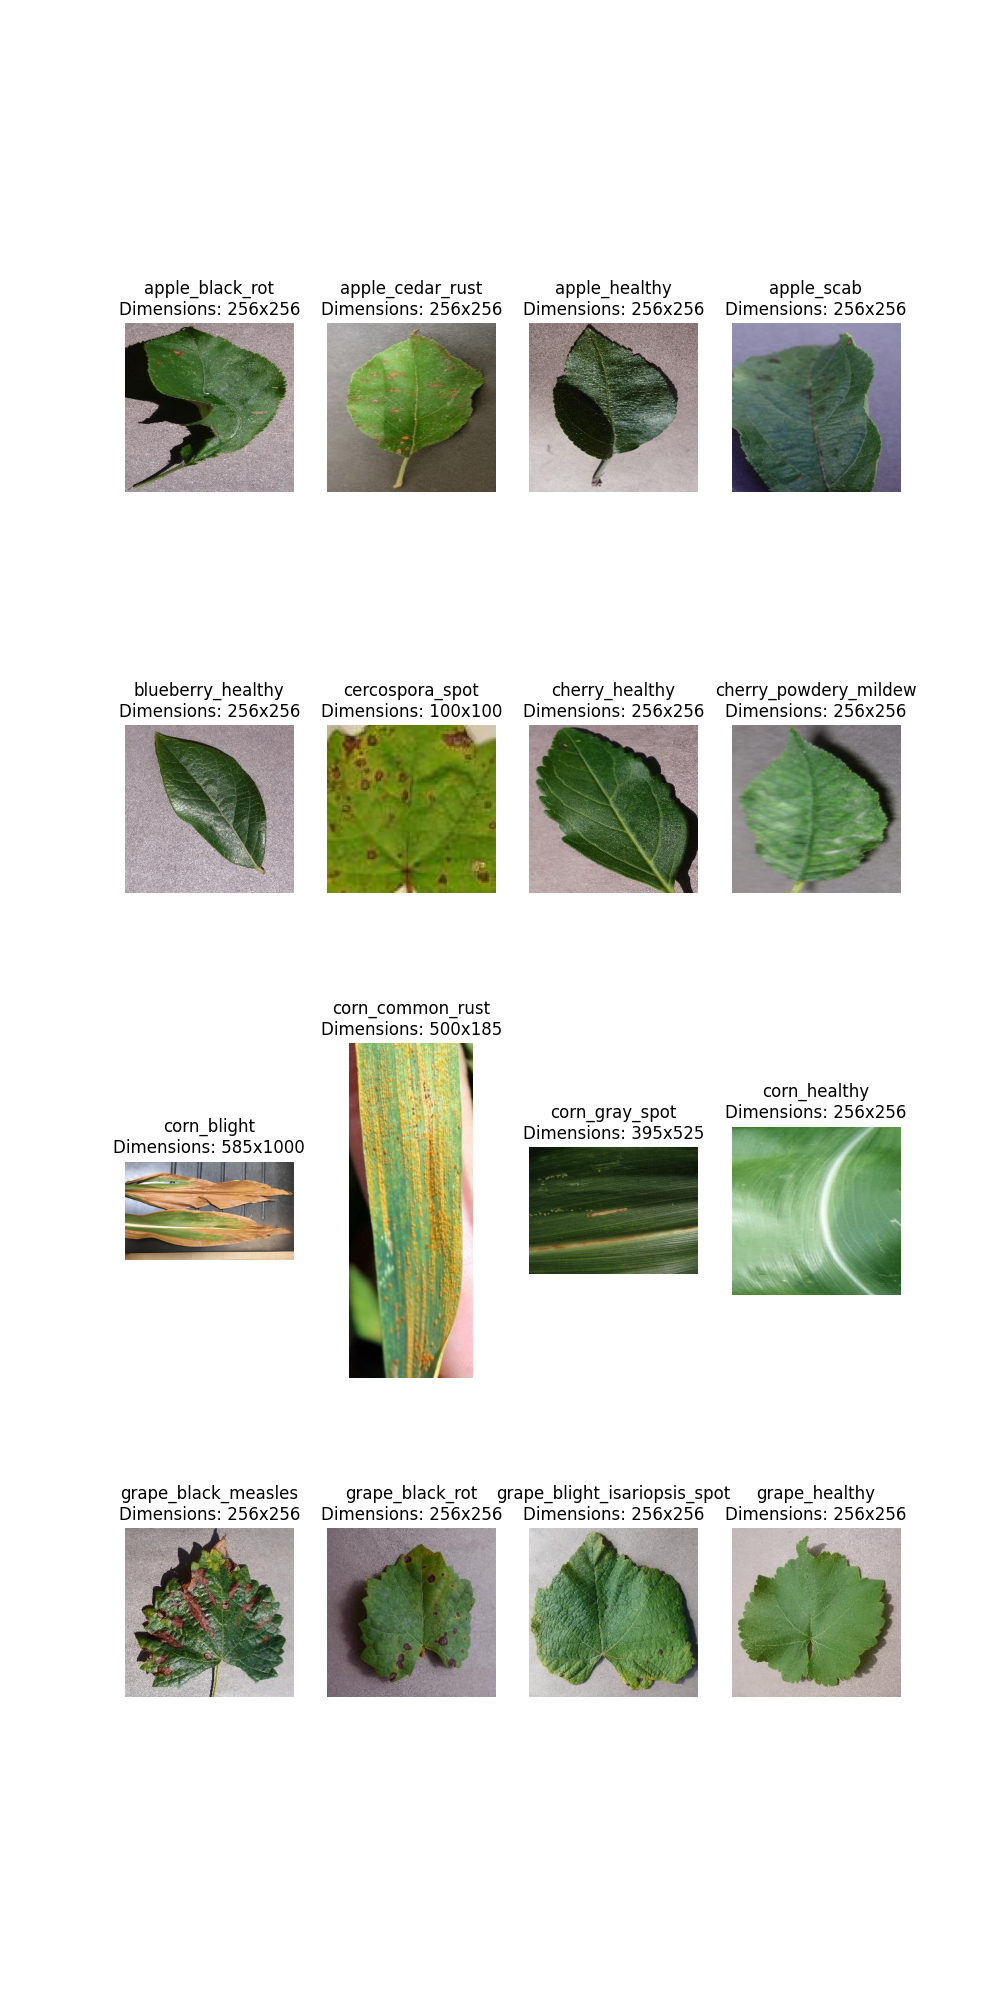 apple_black_rot
Dimensions: 256x256
apple_cedar_rust
Dimensions: 256x256
apple_healthy
Dimensions: 256x256
apple_scab
Dimensions: 256x256
blueberry_healthy
Dimensions: 256x256
cercospora_spot
Dimensions: 100x100
cherry_healthy
Dimensions: 256x256
cherry_powdery_mildew
Dimensions: 256x256
corn_blight
Dimensions: 585x1000
corn_common_rust
Dimensions: 500x185
corn_gray_spot
Dimensions: 395x525
corn_healthy
Dimensions: 256x256
grape_black_measles
Dimensions: 256x256
grape_black_rot
Dimensions: 256x256
grape_blight_isariopsis_spot
Dimensions: 256x256
grape_healthy
Dimensions: 256x256